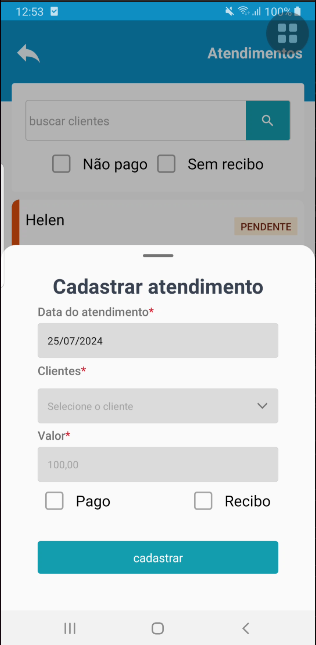 12:53 100%
Atendimentos
buscar clientes
Não pago Sem recibo
Helen
PENDENTE
Cadastrar atendimento
Data do atendimento*
25/07/2024
Clientes*
Selecione o cliente
Valor*
100,00
Pago Recibo
cadastrar